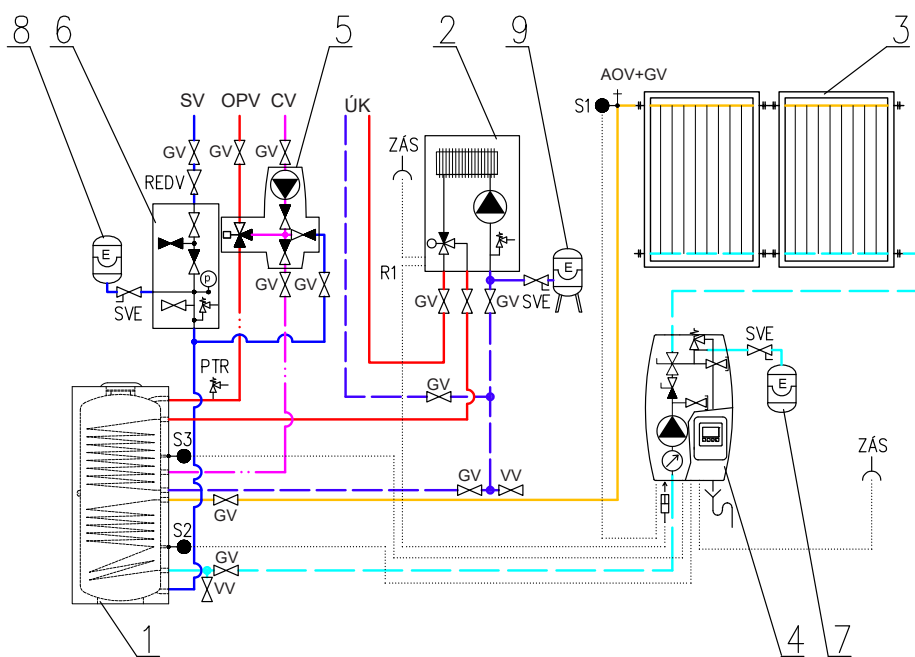 8 6 5 2 9 3
SV OPV CV ÚK AOV+GV
S1
ZÁS
GV GV GV
REDV
E
E
p
R1
GV GV
GV GV
SVE
SVE
SVE
PTR
GV
E
S3
ZÁS
GV VV
GV
S2
GV
VV
1 4 7